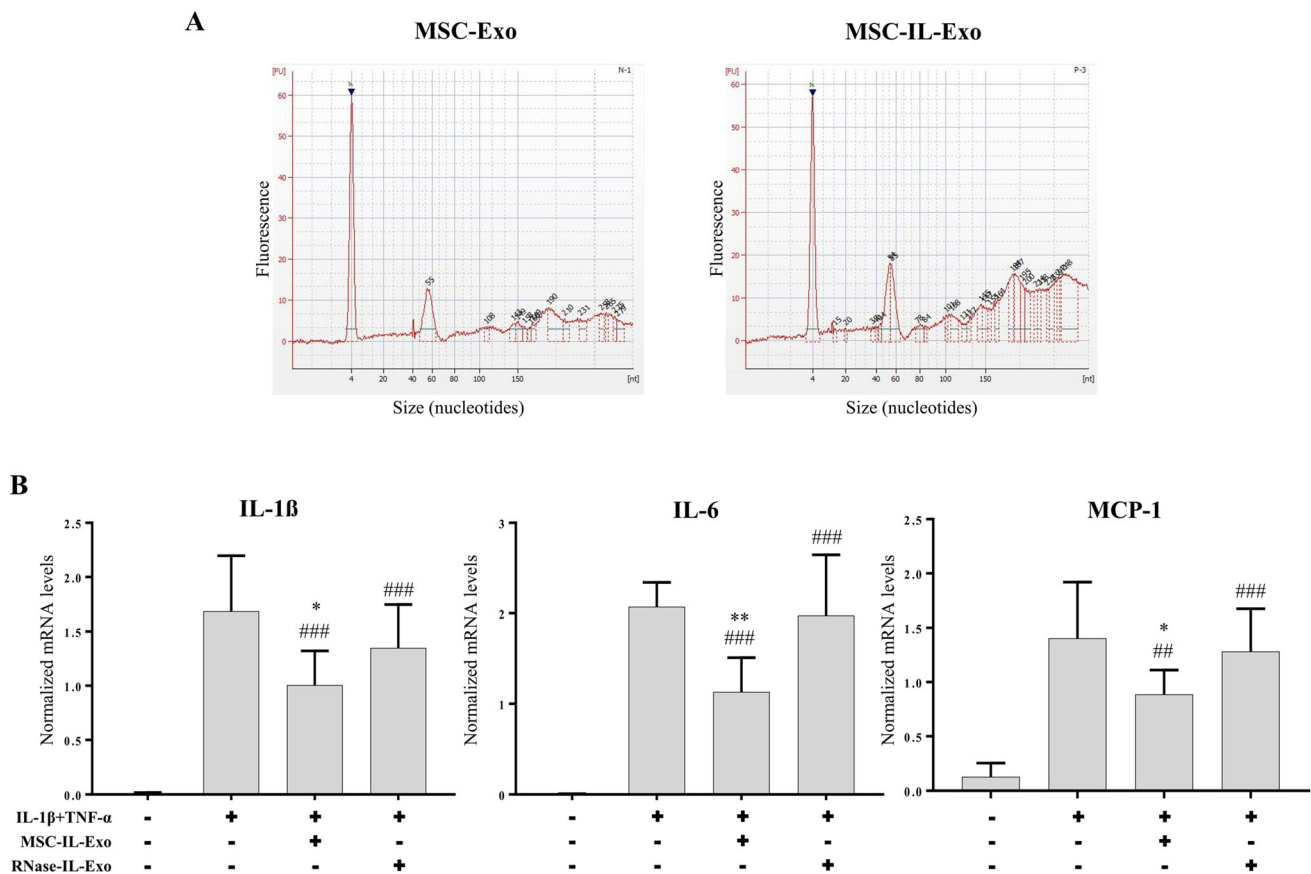 A
MSC-Exo
MSC-IL-Exo
[FU]
N-1
60
50
40
30
20
10
0
Fluorescence
55
108
190
210
231
4
20
40
60
80
100
150
[nt]
Size (nucleotides)
[FU]
P-3
60
50
40
30
20
10
0
Fluorescence
15
20
78
84
101
108
195
200
4
20
40
60
80
100
150
[nt]
Size (nucleotides)
B
IL-1ß
Normalized mRNA levels
2.5
2.0
1.5
1.0
0.5
0.0
*
###
###
IL-6
Normalized mRNA levels
3
2
1
0
**
###
###
MCP-1
Normalized mRNA levels
2.5
2.0
1.5
1.0
0.5
0.0
*
##
###
IL-1β+TNF-α - + + + - + + + - + + +
MSC-IL-Exo - - + - - - + - - - + -
RNase-IL-Exo - - - + - - - + - - - +